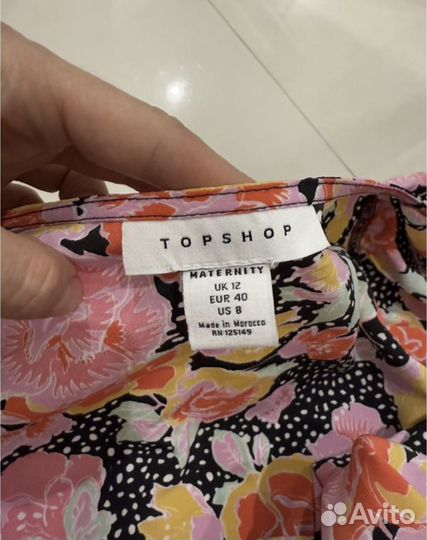 TOPSHOP
MATERNITY
UK 12
EUR 40
US 8
Made in Morocco
RN 125149
Avito